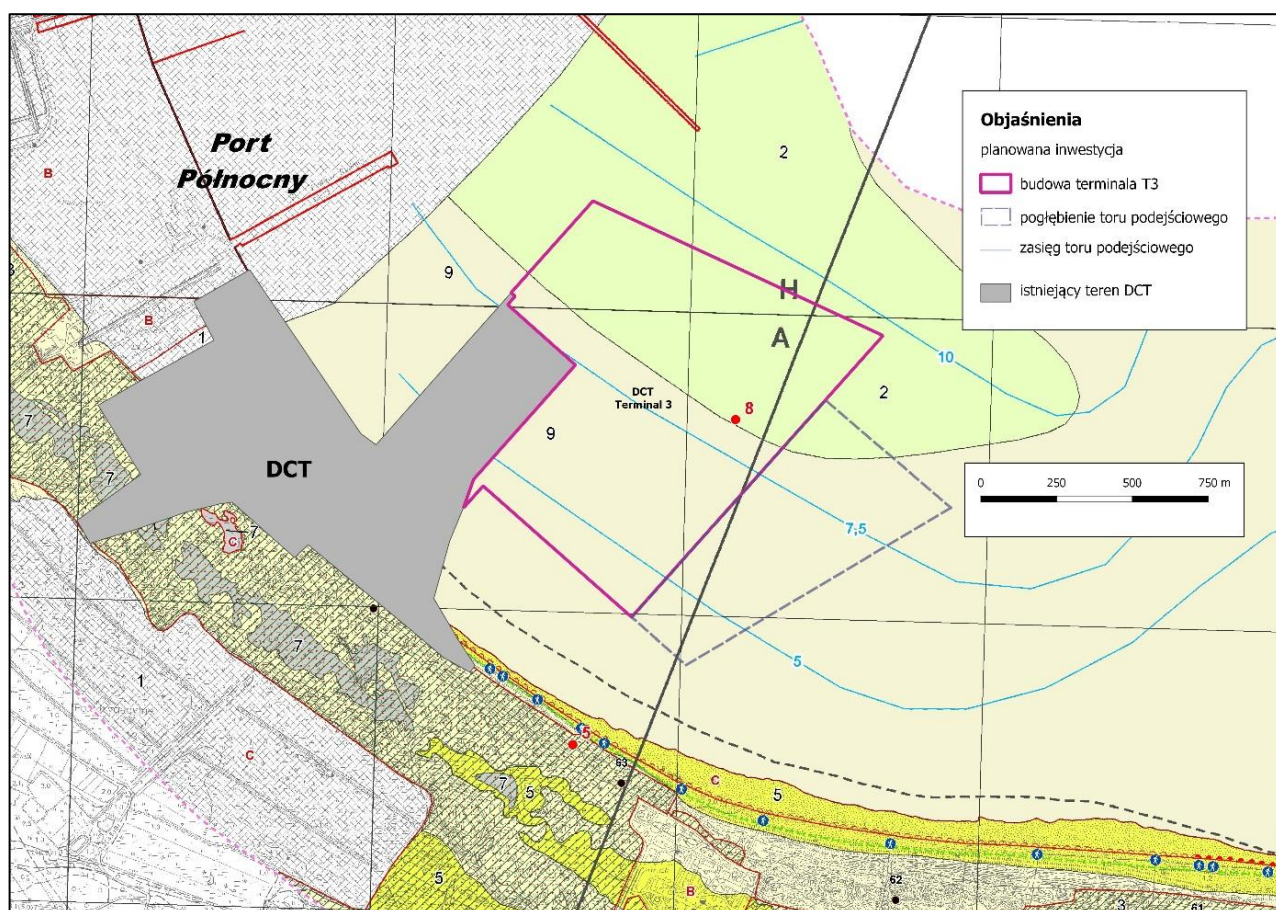 Port
Północny
Objaśnienia
planowana inwestycja
budowa terminala T3
pogłębienie toru podejściowego
zasięg toru podejściowego
istniejący teren DCT
B
2
9
H
B
1
A
10
2
DCT
Terminal 3
8
7
9
DCT
0 250 500 750 m
7
7,5
C
7
7
1
5
C
5
63
C
5
7
5
5
B
62
3
61